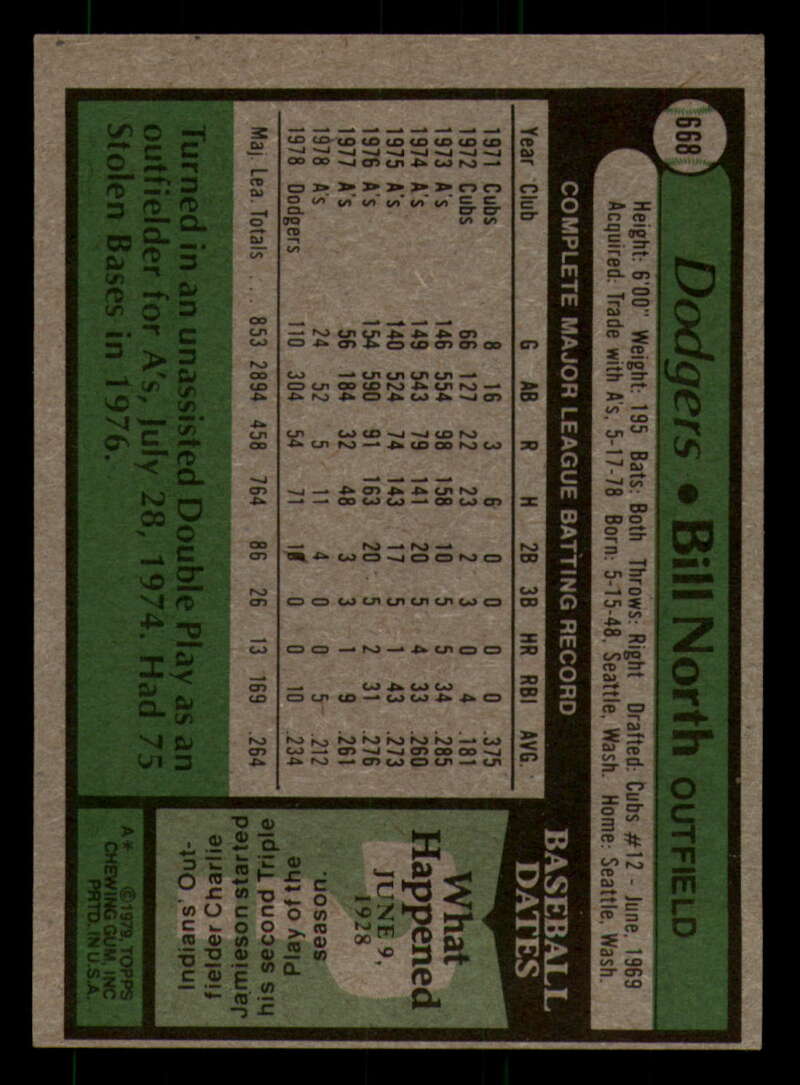 668
Dodgers • Bill North OUTFIELD
Height: 6'00" Weight: 195 Bats: Both Throws: Right Drafted: Cubs #12 - June, 1969
Acquired: Trade with A's, 5-17-78 Born: 5-15-48, Seattle, Wash. Home: Seattle, Wash.
COMPLETE MAJOR LEAGUE BATTING RECORD
Year Club G AB R H 2B 3B HR RBI AVG.
1971 Cubs 8 16 3 6 0 0 0 0 .375
1972 Cubs 66 127 22 23 2 3 0 4 .181
1973 A's 146 554 98 158 10 5 5 34 .285
1974 A's 149 543 79 141 20 5 4 33 .260
1975 A's 140 524 74 143 17 5 1 43 .273
1976 A's 154 590 91 163 20 5 2 31 .276
1977 A's 56 184 32 48 3 3 1 9 .261
1978 A's 24 52 5 11 4 0 0 5 .212
1978 Dodgers 110 304 54 71 0 0 10 .234
Maj. Lea. Totals ... 853 2894 458 764 86 26 13 169 .264
Turned in an unassisted Double Play as an
outfielder for A's, July 28, 1974. Had 75
Stolen Bases in 1976.
BASEBALL
DATES
What
Happened
JUNE 9,
1928
Indians' Out-
fielder Charlie
Jamieson started
his second Triple
Play of the
season.
A* ©1979, TOPPS
CHEWING GUM, INC
PRTD. IN U.S.A.